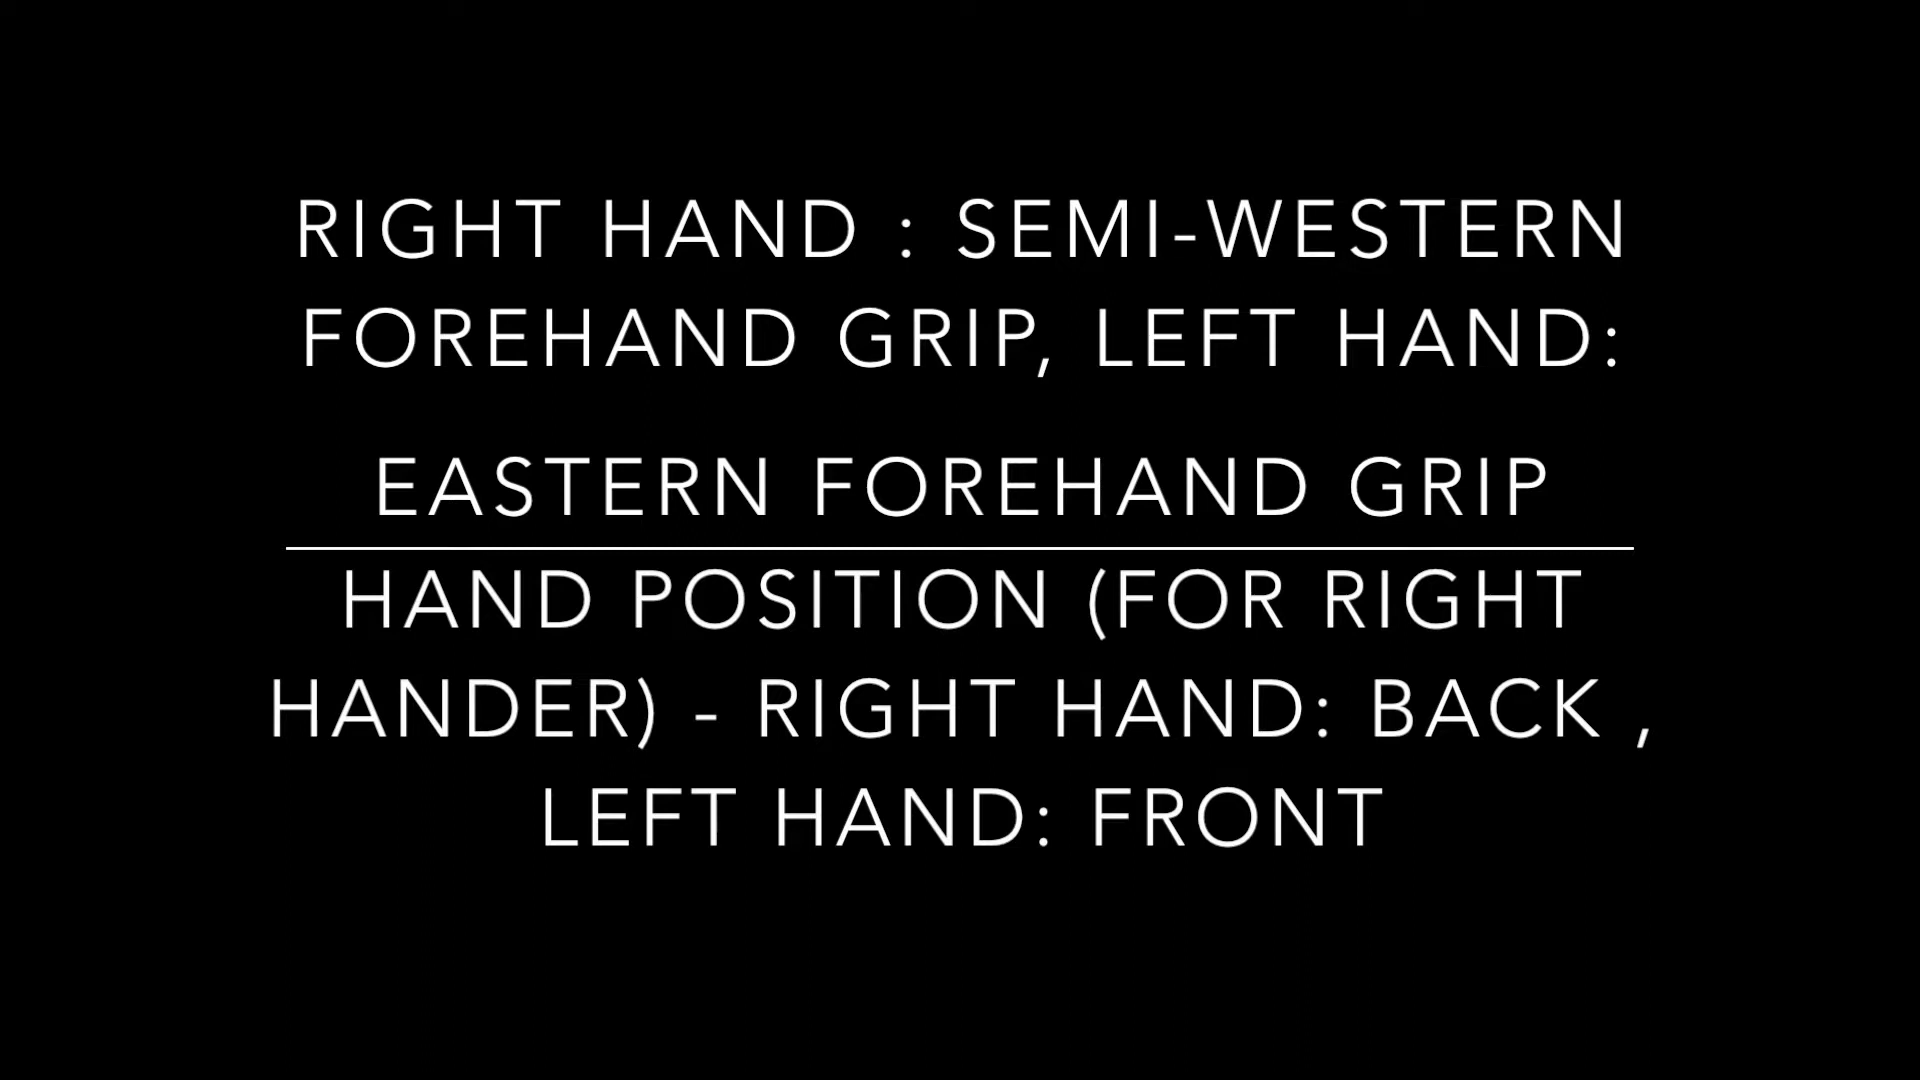 RIGHT HAND : SEMI-WESTERN
FOREHAND GRIP, LEFT HAND:
EASTERN FOREHAND GRIP
HAND POSITION (FOR RIGHT
HANDER) - RIGHT HAND: BACK ,
LEFT HAND: FRONT